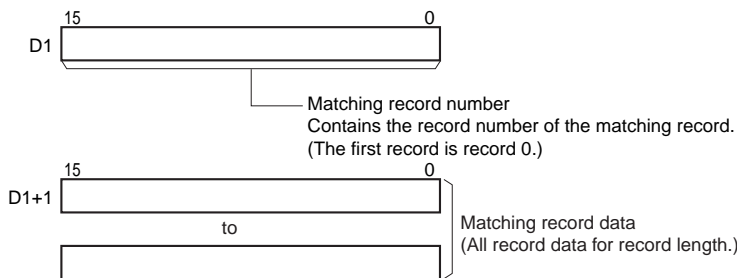 15 0
D1
Matching record number
Contains the record number of the matching record.
(The first record is record 0.)
15 0
D1+1
to
Matching record data
(All record data for record length.)